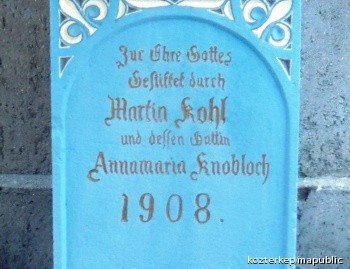 Zur Ehre Gottes
Gestiftet durch
Martin Kohl
und dessen Gattin
Annamaria Knobloch
1908.
kozterkep.mapublic